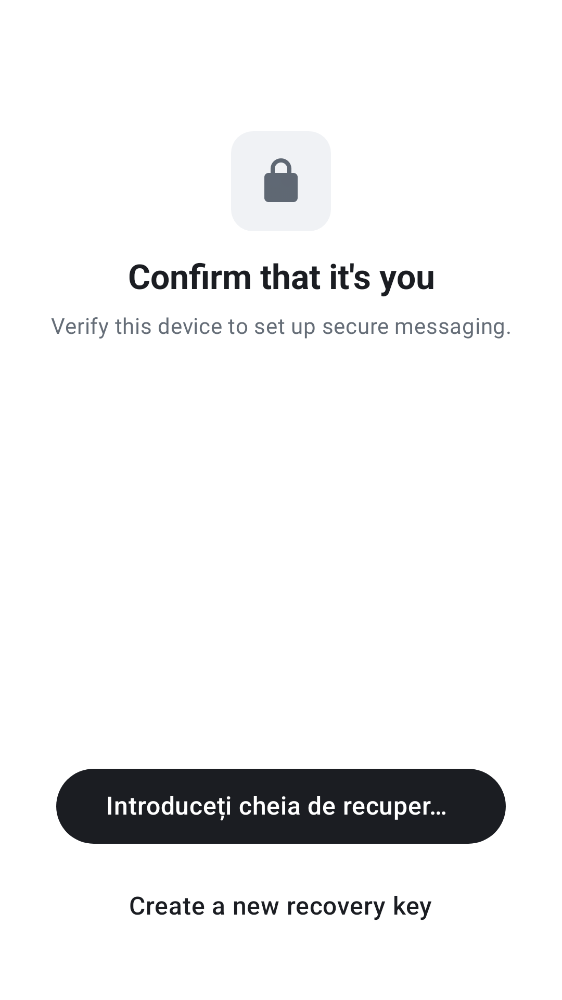 Confirm that it's you
Verify this device to set up secure messaging.
Introduceți cheia de recuper…
Create a new recovery key